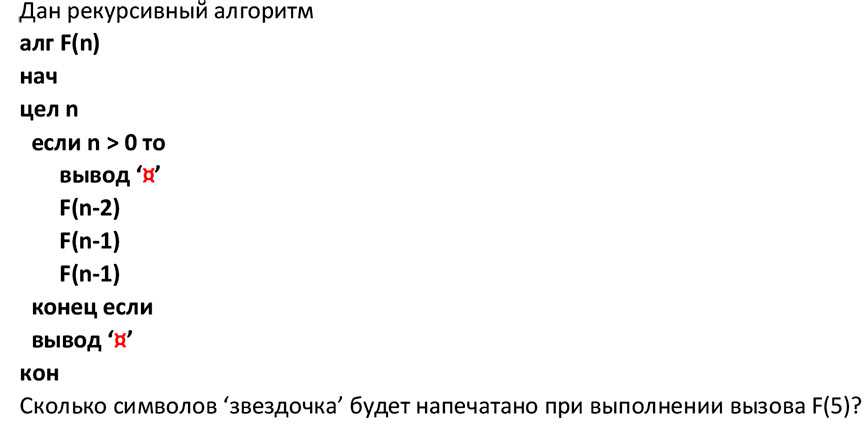 Дан рекурсивный алгоритм
алг F(n)
нач
цел n
если n > 0 то
вывод ‘¤’
F(n-2)
F(n-1)
F(n-1)
конец если
вывод ‘¤’
кон
Сколько символов ‘звездочка’ будет напечатано при выполнении вызова F(5)?